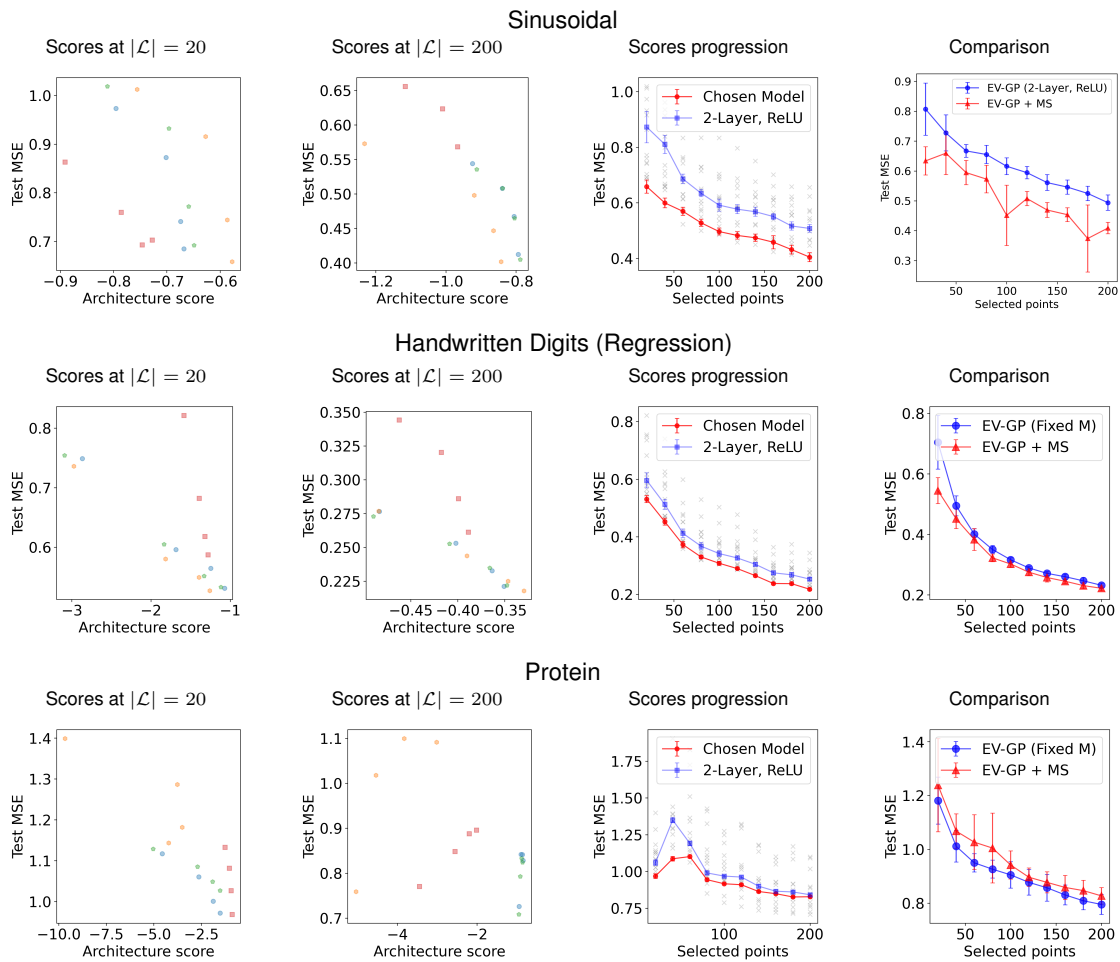 Sinusoidal
Scores at |ℒ| = 20
Scores at |ℒ| = 200
Scores progression
Comparison
1.0
0.9
0.8
0.7
Test MSE
−0.9 −0.8 −0.7 −0.6
Architecture score
0.65
0.60
0.55
0.50
0.45
0.40
Test MSE
−1.2 −1.0 −0.8
Architecture score
Chosen Model
2-Layer, ReLU
1.0
0.8
0.6
0.4
Test MSE
50 100 150 200
Selected points
EV-GP (2-Layer, ReLU)
EV-GP + MS
0.9
0.8
0.7
0.6
0.5
0.4
0.3
Test MSE
50 100 150 200
Selected points
Handwritten Digits (Regression)
Scores at |ℒ| = 20
Scores at |ℒ| = 200
Scores progression
Comparison
0.8
0.7
0.6
Test MSE
−3 −2 −1
Architecture score
0.350
0.325
0.300
0.275
0.250
0.225
Test MSE
−0.45 −0.40 −0.35
Architecture score
Chosen Model
2-Layer, ReLU
0.8
0.6
0.4
0.2
Test MSE
50 100 150 200
Selected points
EV-GP (Fixed M)
EV-GP + MS
0.8
0.6
0.4
0.2
Test MSE
50 100 150 200
Selected points
Protein
Scores at |ℒ| = 20
Scores at |ℒ| = 200
Scores progression
Comparison
1.4
1.3
1.2
1.1
1.0
Test MSE
−10.0 −7.5 −5.0 −2.5
Architecture score
1.1
1.0
0.9
0.8
0.7
Test MSE
−4 −2
Architecture score
Chosen Model
2-Layer, ReLU
1.75
1.50
1.25
1.00
0.75
Test MSE
100 200
Selected points
EV-GP (Fixed M)
EV-GP + MS
1.4
1.2
1.0
0.8
Test MSE
50 100 150 200
Selected points